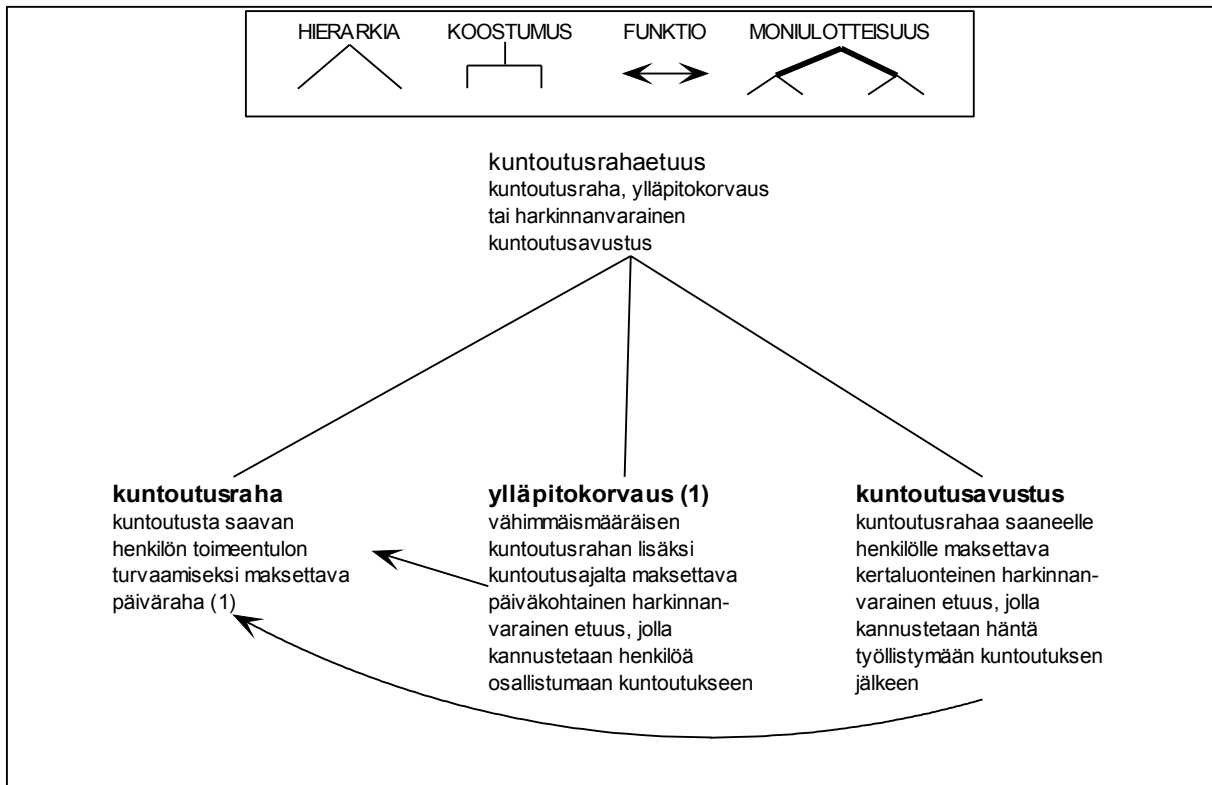 HIERARKIA KOOSTUMUS FUNKTIO MONIULOTTEISUUS
kuntoutusrahaetuus
kuntoutusraha, ylläpitokorvaus
tai harkinnanvarainen
kuntoutusavustus
kuntoutusraha
kuntoutusta saavan
henkilön toimeentulon
turvaamiseksi maksettava
päiväraha (1)
ylläpitokorvaus (1)
vähimmäismääräisen
kuntoutusrahan lisäksi
kuntoutusajalta maksettava
päiväkohtainen harkinnan-
varainen etuus, jolla
kannustetaan henkilöä
osallistumaan kuntoutukseen
kuntoutusavustus
kuntoutusrahaa saaneelle
henkilölle maksettava
kertaluonteinen harkinnan-
varainen etuus, jolla
kannustetaan häntä
työllistymään kuntoutuksen
jälkeen